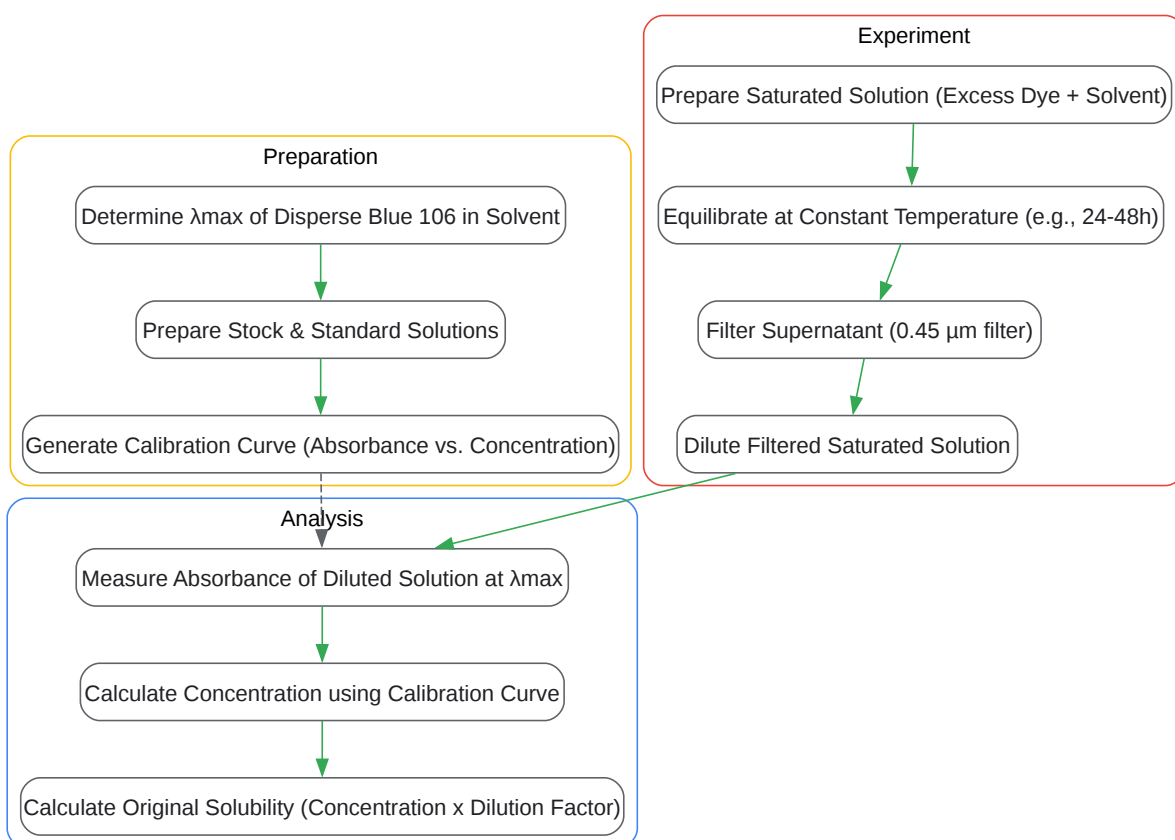 Experiment
Prepare Saturated Solution (Excess Dye + Solvent)
Equilibrate at Constant Temperature (e.g., 24-48h)
Filter Supernatant (0.45 µm filter)
Dilute Filtered Saturated Solution
Preparation
Determine λmax of Disperse Blue 106 in Solvent
Prepare Stock & Standard Solutions
Generate Calibration Curve (Absorbance vs. Concentration)
Analysis
Measure Absorbance of Diluted Solution at λmax
Calculate Concentration using Calibration Curve
Calculate Original Solubility (Concentration x Dilution Factor)